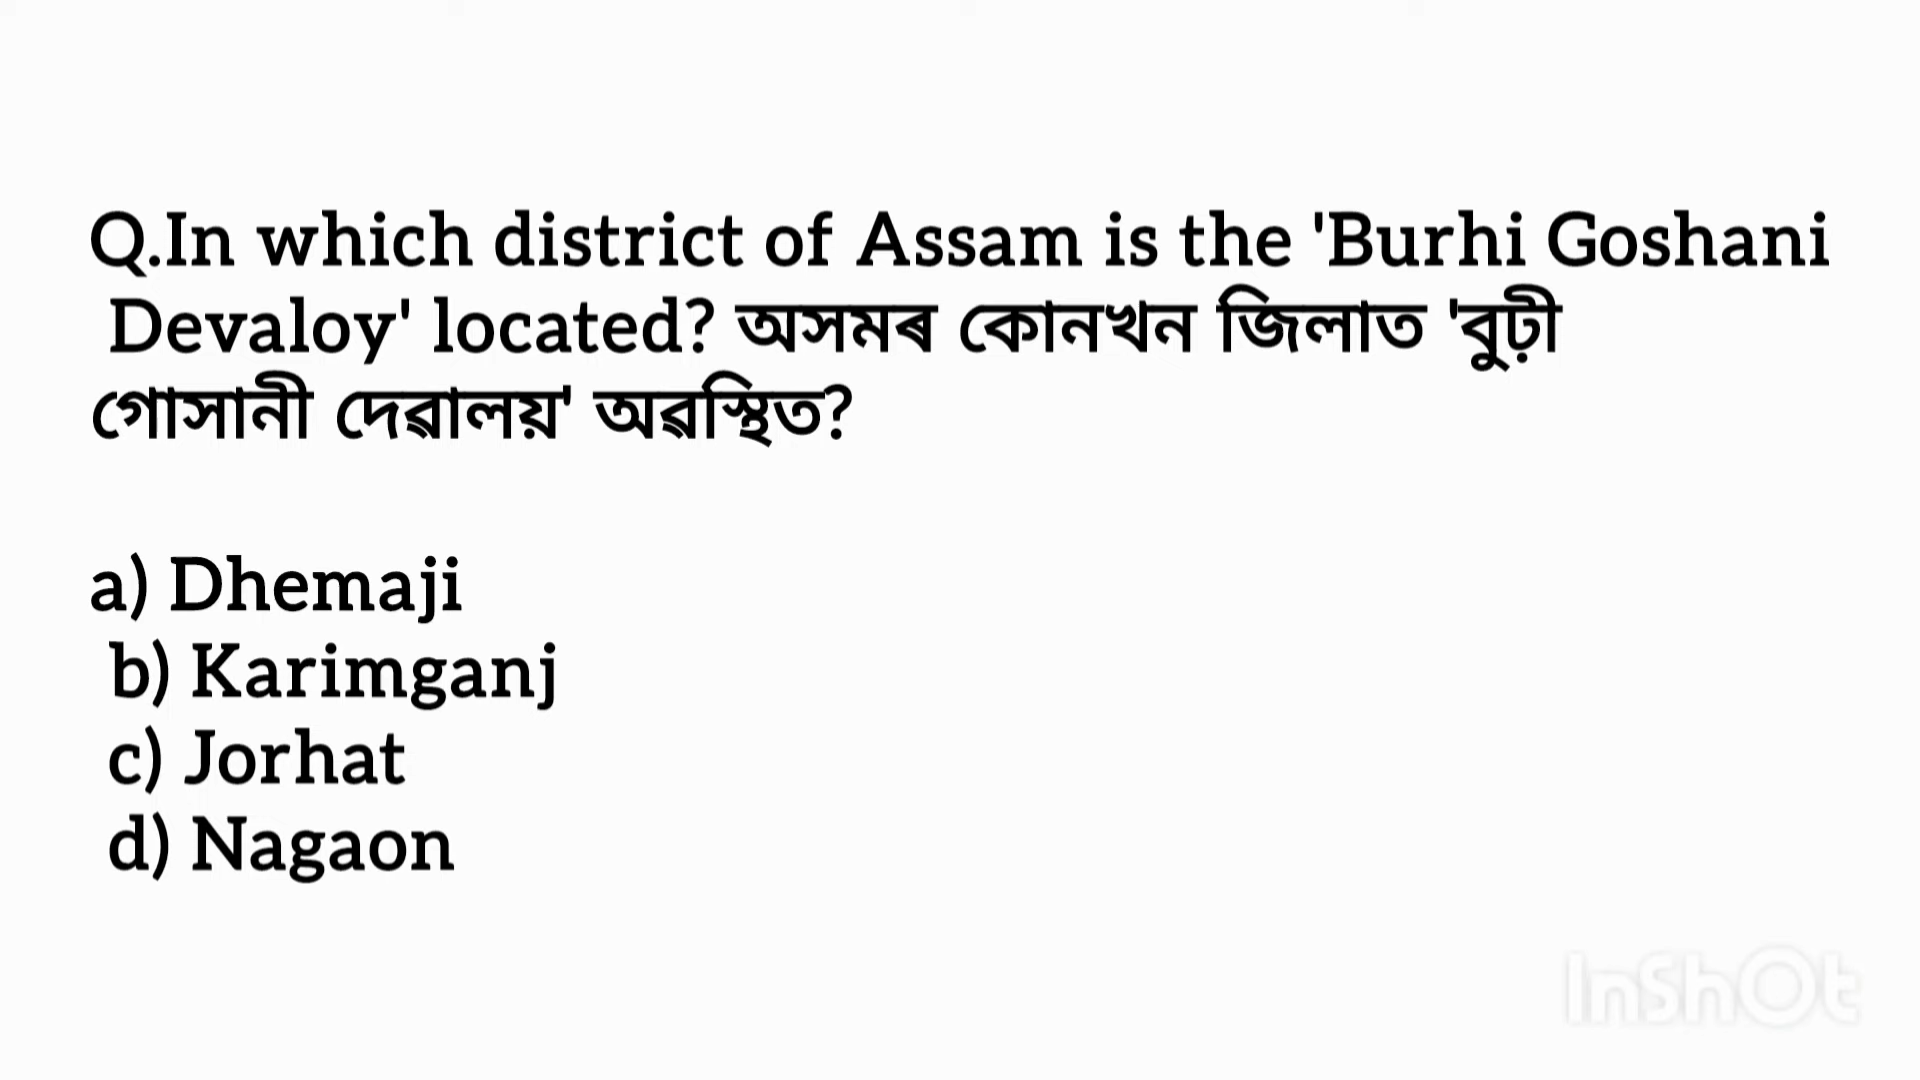 Q.In which district of Assam is the 'Burhi Goshani
Devaloy' located? অসমৰ কোনখন জিলাত 'বুঢ়ী
গোসানী দেৱালয়' অৱস্থিত?
a) Dhemaji
b) Karimganj
c) Jorhat
d) Nagaon
InShOt